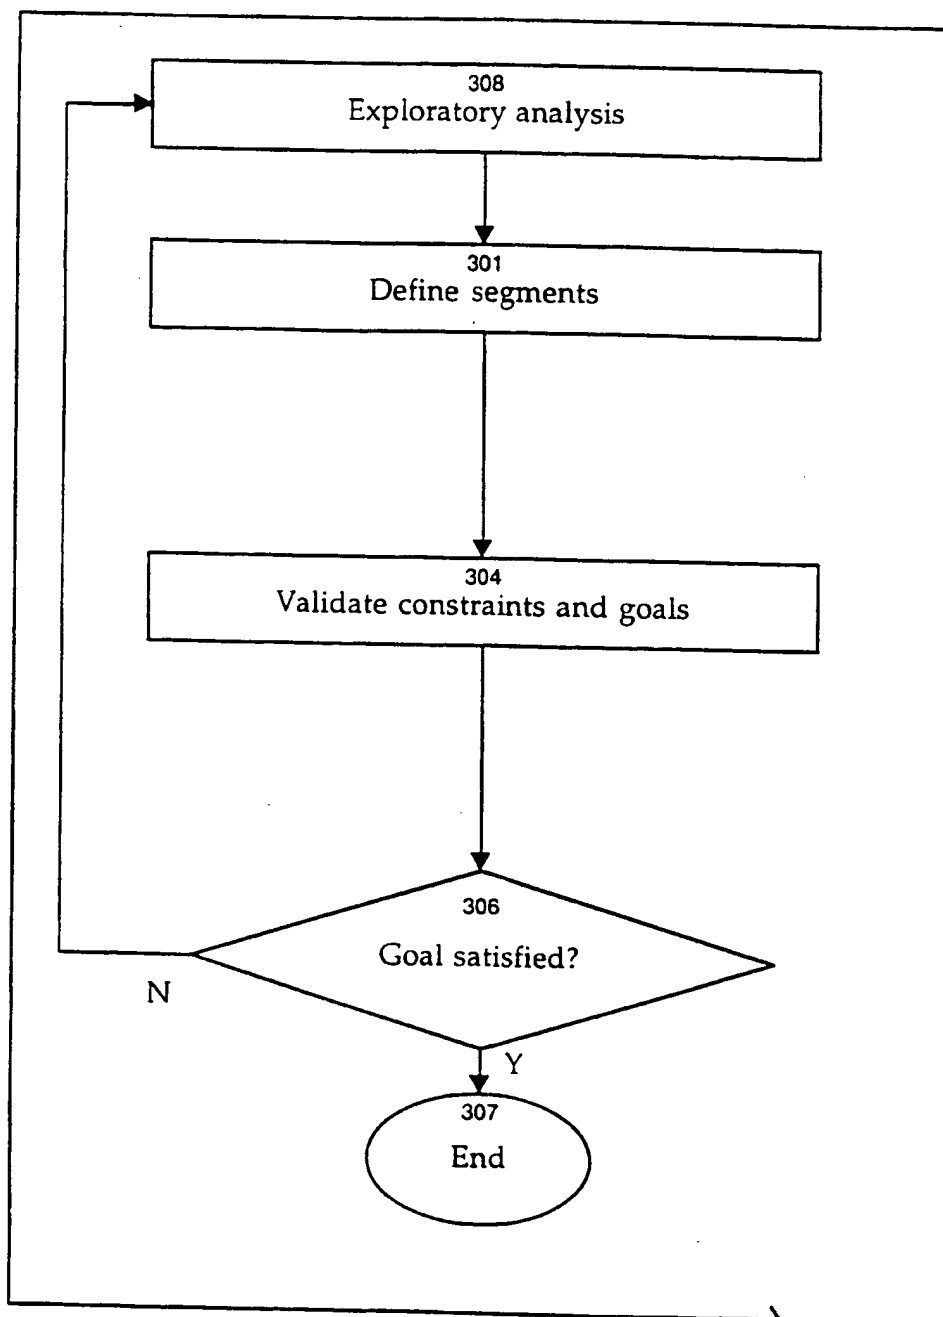 308
Exploratory analysis
301
Define segments
304
Validate constraints and goals
306
Goal satisfied?
N
Y
307
End